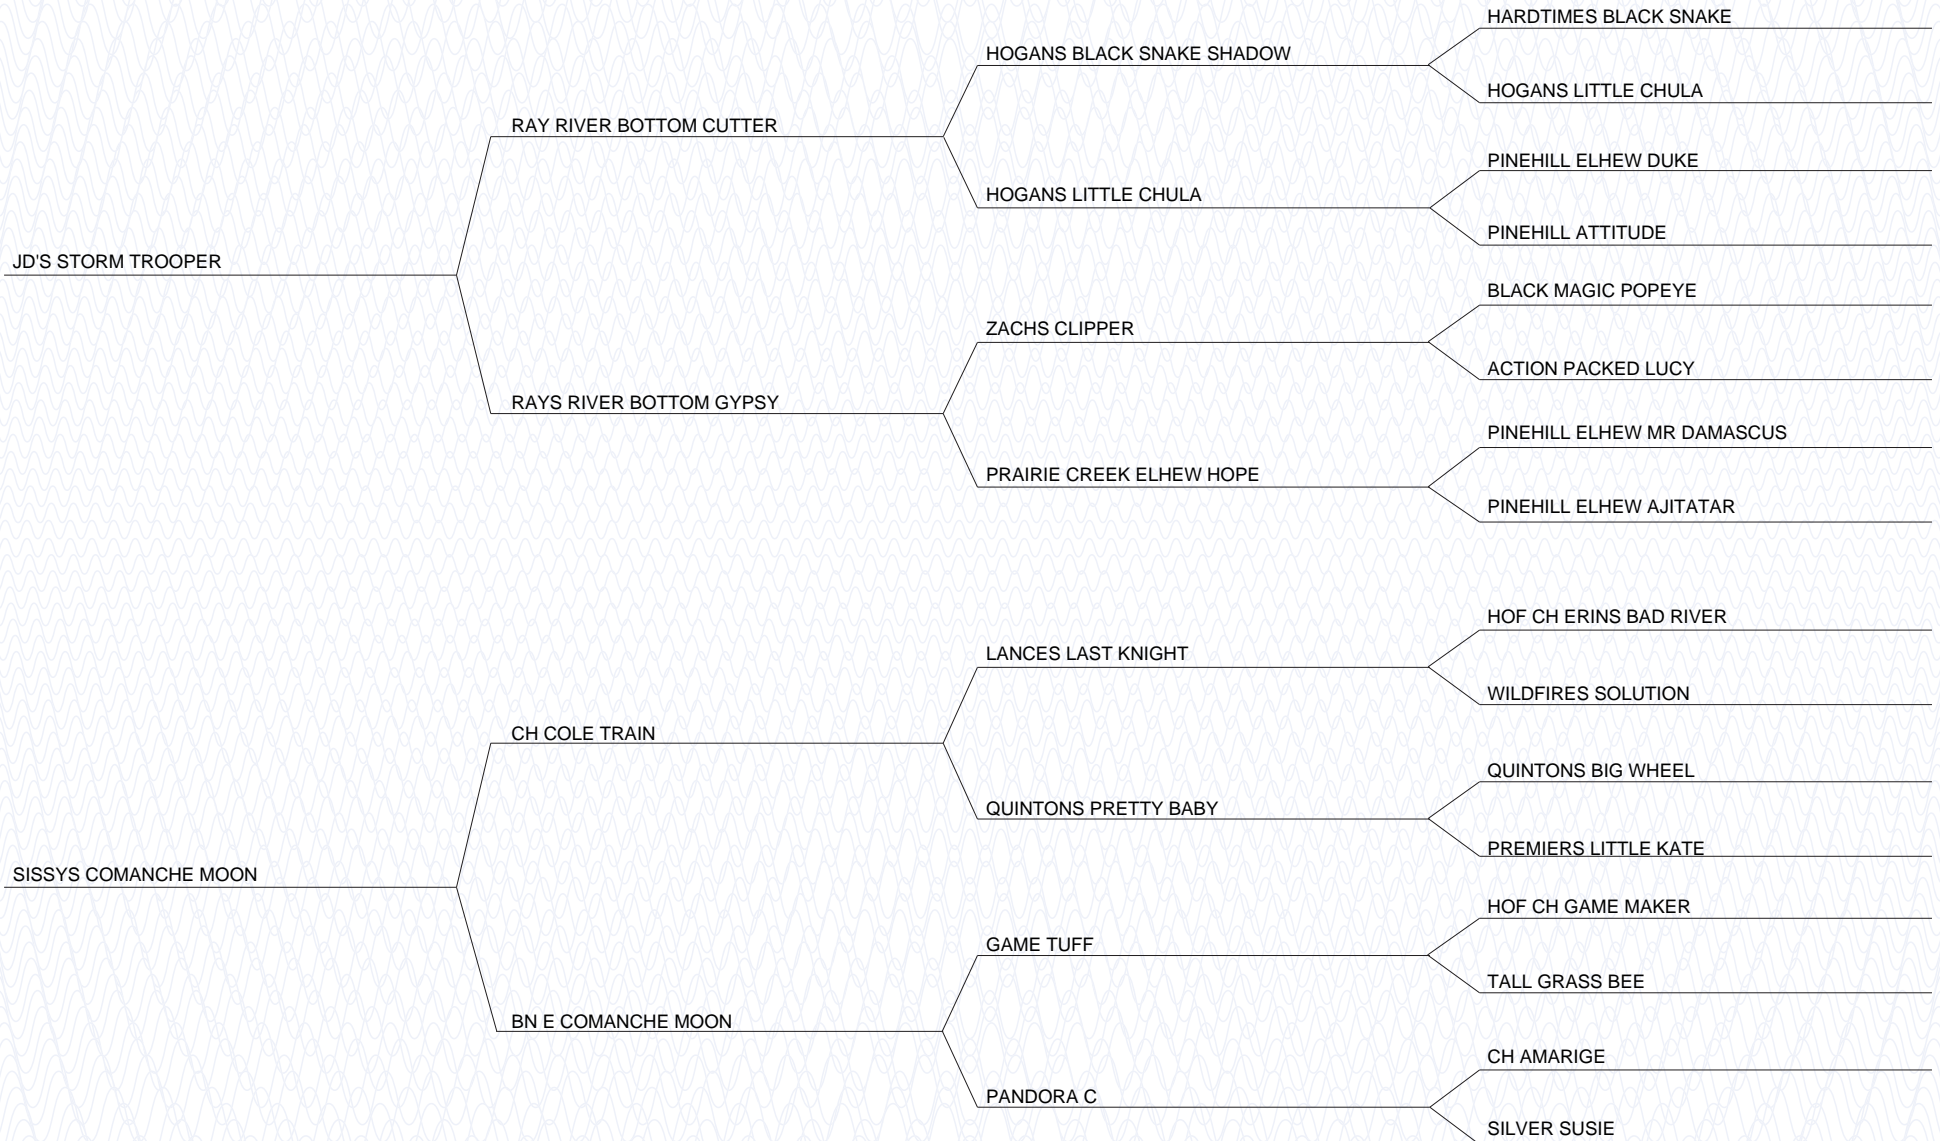 HARDTIMES BLACK SNAKE
HOGANS BLACK SNAKE SHADOW
HOGANS LITTLE CHULA
RAY RIVER BOTTOM CUTTER
PINEHILL ELHEW DUKE
HOGANS LITTLE CHULA
PINEHILL ATTITUDE
JD'S STORM TROOPER
BLACK MAGIC POPEYE
ZACHS CLIPPER
ACTION PACKED LUCY
RAYS RIVER BOTTOM GYPSY
PINEHILL ELHEW MR DAMASCUS
PRAIRIE CREEK ELHEW HOPE
PINEHILL ELHEW AJITATAR
HOF CH ERINS BAD RIVER
LANCES LAST KNIGHT
WILDFIRES SOLUTION
CH COLE TRAIN
QUINTONS BIG WHEEL
QUINTONS PRETTY BABY
PREMIERS LITTLE KATE
SISSYS COMANCHE MOON
HOF CH GAME MAKER
GAME TUFF
TALL GRASS BEE
BN E COMANCHE MOON
CH AMARIGE
PANDORA C
SILVER SUSIE